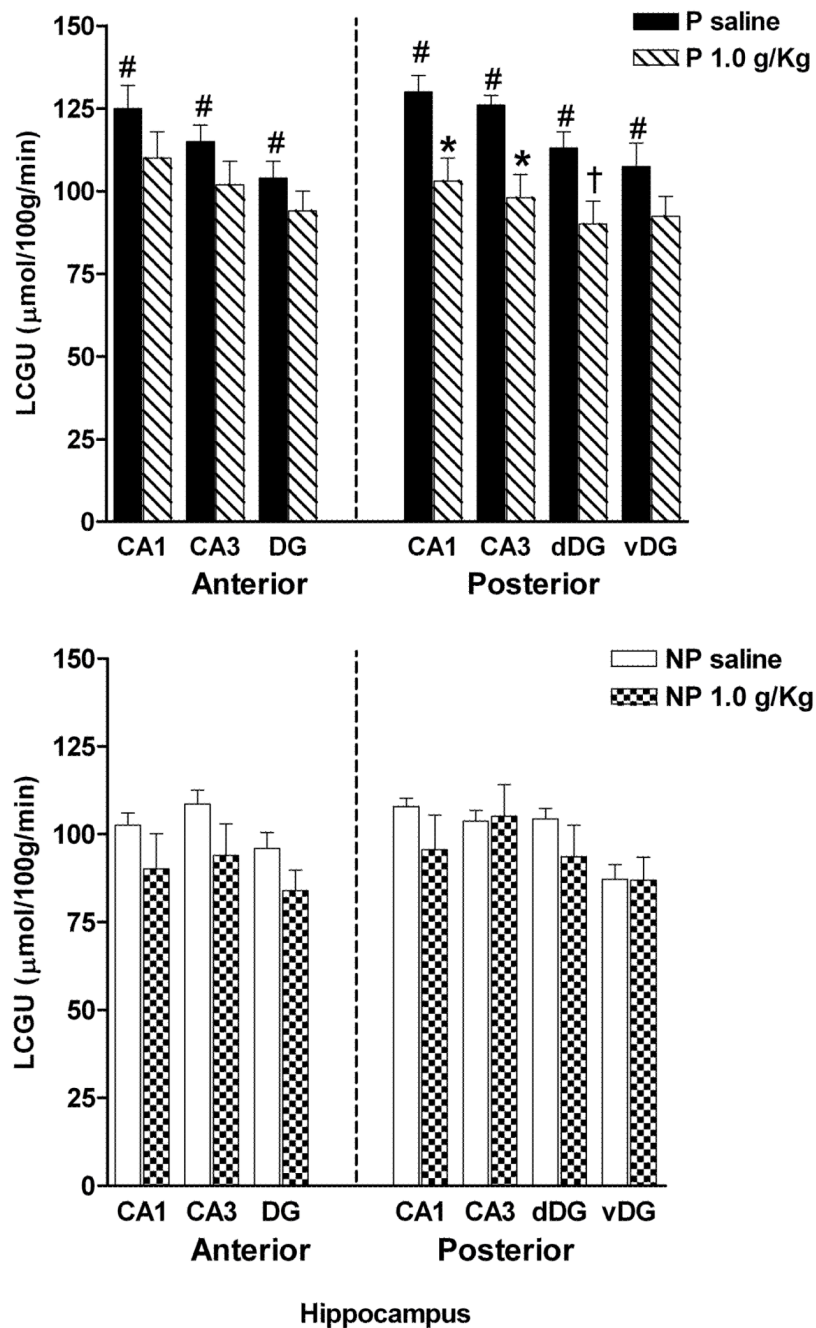 P saline
P 1.0 g/Kg
150
125
100
75
50
25
0
LCGU (μmol/100g/min)
# # # # # # #
* * †
CA1 CA3 DG CA1 CA3 dDG vDG
Anterior Posterior
NP saline
NP 1.0 g/Kg
150
125
100
75
50
25
0
LCGU (μmol/100g/min)
CA1 CA3 DG CA1 CA3 dDG vDG
Anterior Posterior
Hippocampus